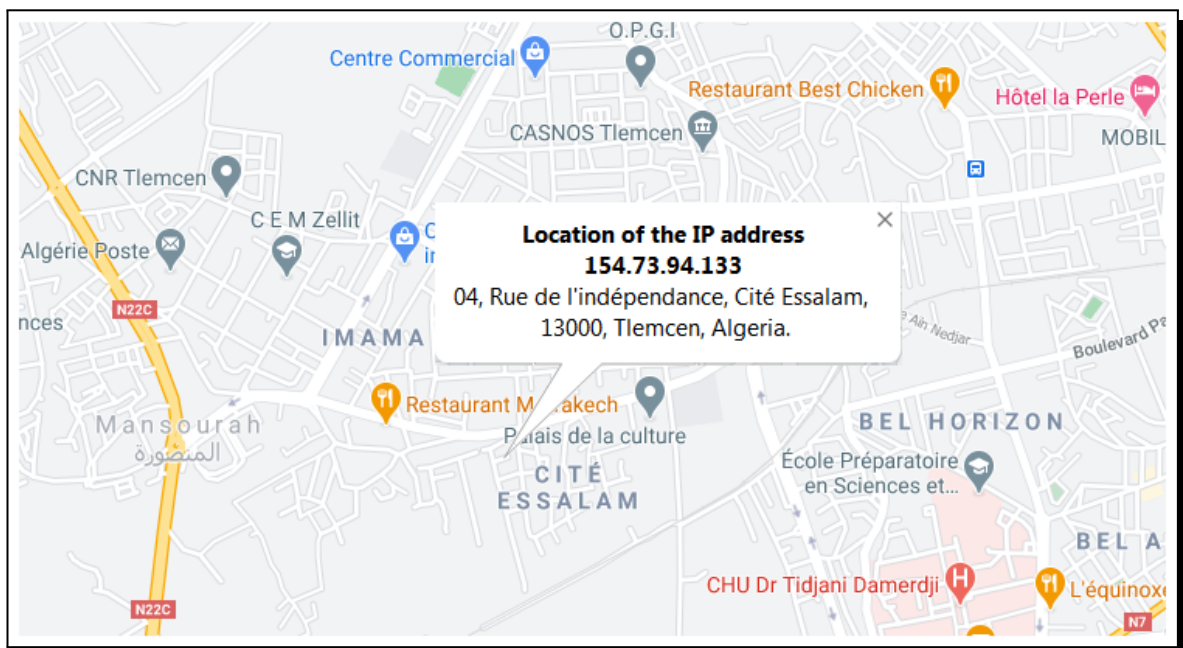 O.P.G.I
Centre Commercial
Restaurant Best Chicken
Hôtel la Perle
CASNOS Tlemcen
MOBIL
CNR Tlemcen
C E M Zellit
Algérie Poste
Location of the IP address
154.73.94.133
04, Rue de l'indépendance, Cité Essalam,
13000, Tlemcen, Algeria.
N22C
nces
IMAMA
Ain Nedjar
Boulevard Pa
Restaurant Marrakech
Mansourah
المنصورة
Palais de la culture
BEL HORIZON
CITÉ
ESSALAM
École Préparatoire
en Sciences et...
BEL A
CHU Dr Tidjani Damerdji
H
L'équinoxe
N22C
N7